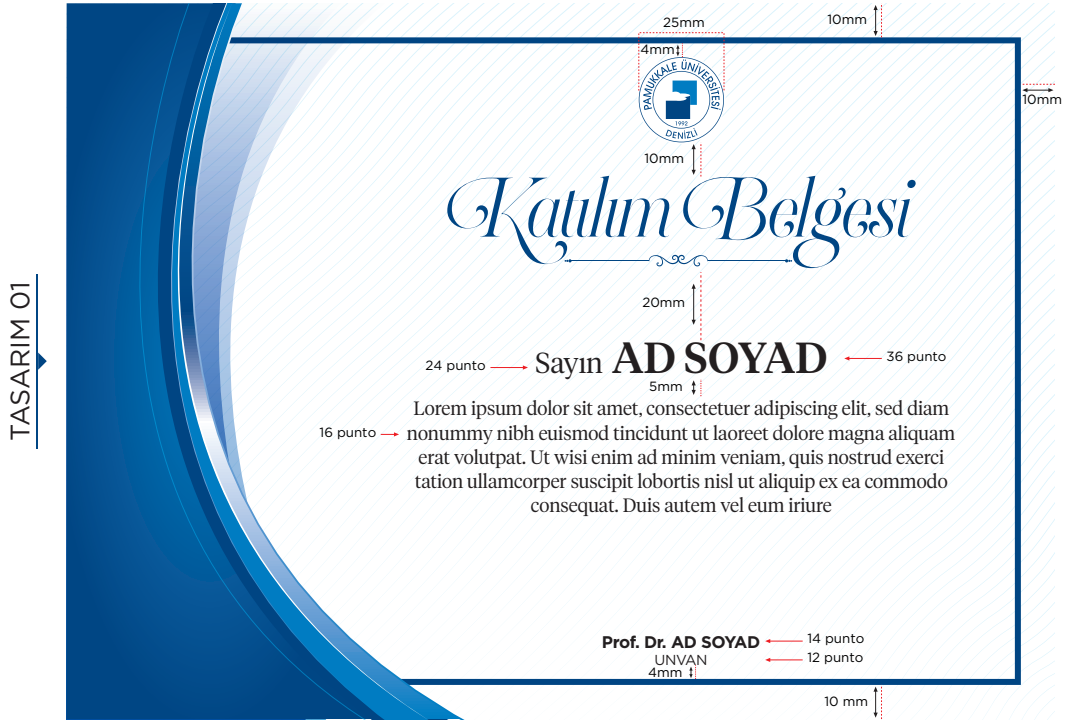 TASARIM 01
25mm
10mm
4mm
10mm
PAMUKKALE ÜNİVERSİTESİ
1992
DENİZLİ
10mm
Katılım Belgesi
20mm
24 punto
Sayın AD SOYAD
36 punto
5mm
Lorem ipsum dolor sit amet, consectetuer adipiscing elit, sed diam
16 punto
nonummy nibh euismod tincidunt ut laoreet dolore magna aliquam
erat volutpat. Ut wisi enim ad minim veniam, quis nostrud exerci
tation ullamcorper suscipit lobortis nisl ut aliquip ex ea commodo
consequat. Duis autem vel eum iriure
Prof. Dr. AD SOYAD
14 punto
UNVAN
12 punto
4mm
10 mm